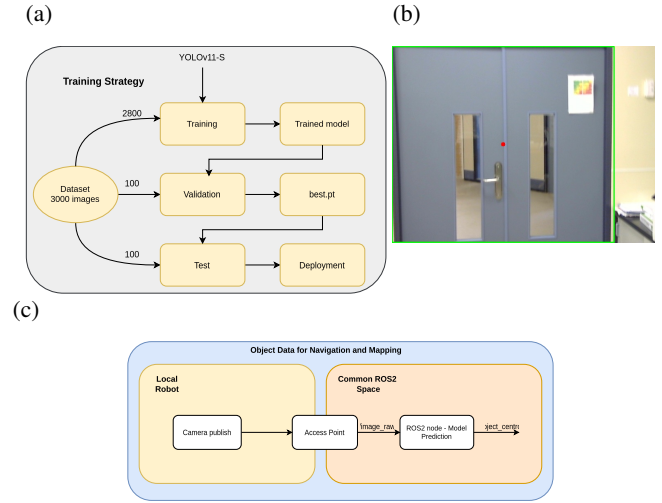 (a)
(b)
YOLOv11-S
Training Strategy
2800
Training
Trained model
Dataset
3000 images
100
Validation
best.pt
100
Test
Deployment
(c)
Object Data for Navigation and Mapping
Local
Robot
Common ROS2
Space
Camera publish
Access Point
'image_raw
ROS2 node - Model
Prediction